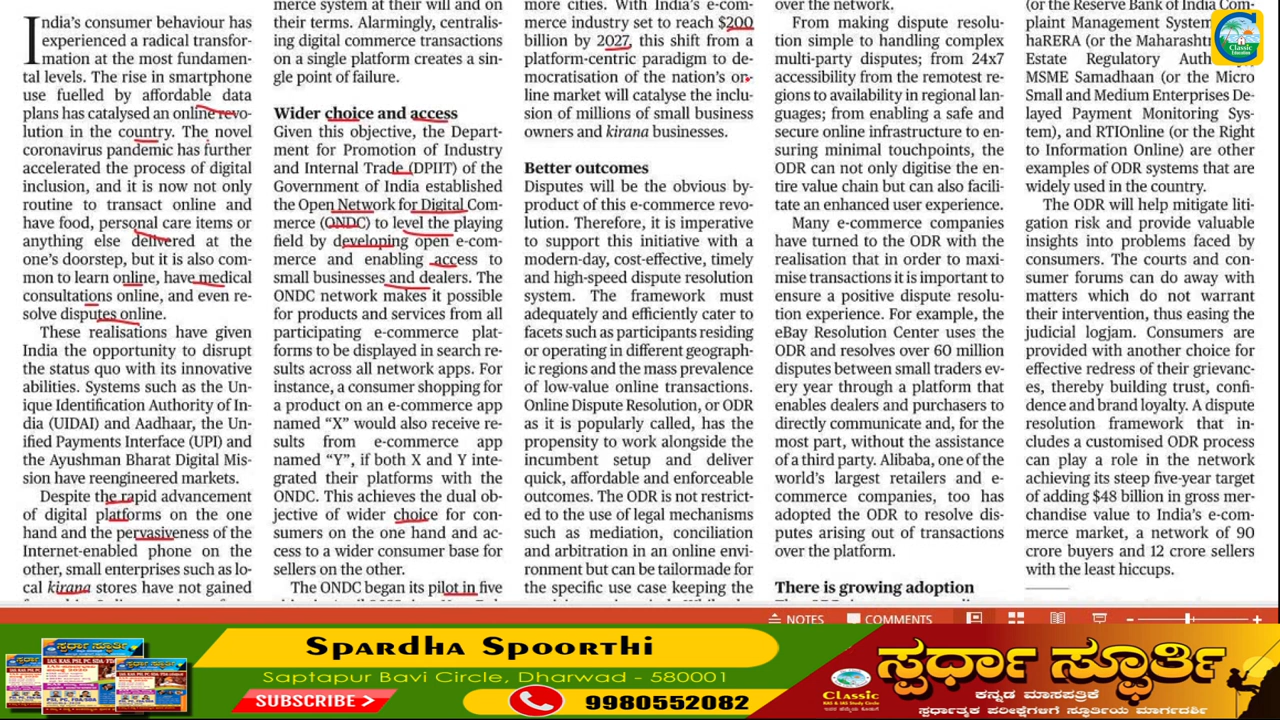 India's consumer behaviour has
experienced a radical transfor-
mation at the most fundamen-
tal levels. The rise in smartphone
use fuelled by affordable data
plans has catalysed an online revo-
lution in the country. The novel
coronavirus pandemic has further
accelerated the process of digital
inclusion, and it is now not only
routine to transact online and
have food, personal care items or
anything else delivered at the
one's doorstep, but it is also com-
mon to learn online, have medical
consultations online, and even re-
solve disputes online.
These realisations have given
India the opportunity to disrupt
the status quo with its innovative
abilities. Systems such as the Un-
ique Identification Authority of In-
dia (UIDAI) and Aadhaar, the Un-
ified Payments Interface (UPI) and
the Ayushman Bharat Digital Mis-
sion have reengineered markets.
Despite the rapid advancement
of digital platforms on the one
hand and the pervasiveness of the
Internet-enabled phone on the
other, small enterprises such as lo-
cal kirana stores have not gained
merce system at their will and on
their terms. Alarmingly, centralis-
ing digital commerce transactions
on a single platform creates a sin-
gle point of failure.
Wider choice and access
Given this objective, the Depart-
ment for Promotion of Industry
and Internal Trade (DPIIT) of the
Government of India established
the Open Network for Digital Com-
merce (ONDC) to level the playing
field by developing open e-com-
merce and enabling access to
small businesses and dealers. The
ONDC network makes it possible
for products and services from all
participating e-commerce plat-
forms to be displayed in search re-
sults across all network apps. For
instance, a consumer shopping for
a product on an e-commerce app
named “X” would also receive re-
sults from e-commerce app
named “Y”, if both X and Y inte-
grated their platforms with the
ONDC. This achieves the dual ob-
jective of wider choice for con-
sumers on the one hand and ac-
cess to a wider consumer base for
sellers on the other.
The ONDC began its pilot in five
more cities. With India's e-com-
merce industry set to reach $200
billion by 2027, this shift from a
platform-centric paradigm to de-
mocratisation of the nation's on-
line market will catalyse the inclu-
sion of millions of small business
owners and kirana businesses.
Better outcomes
Disputes will be the obvious by-
product of this e-commerce revo-
lution. Therefore, it is imperative
to support this initiative with a
modern-day, cost-effective, timely
and high-speed dispute resolution
system. The framework must
adequately and efficiently cater to
facets such as participants residing
or operating in different geograph-
ic regions and the mass prevalence
of low-value online transactions.
Online Dispute Resolution, or ODR
as it is popularly called, has the
propensity to work alongside the
incumbent setup and deliver
quick, affordable and enforceable
outcomes. The ODR is not restrict-
ed to the use of legal mechanisms
such as mediation, conciliation
and arbitration in an online envi-
ronment but can be tailormade for
the specific use case keeping the
over the network.
From making dispute resolu-
tion simple to handling complex
multi-party disputes; from 24x7
accessibility from the remotest re-
gions to availability in regional lan-
guages; from enabling a safe and
secure online infrastructure to en-
suring minimal touchpoints, the
ODR can not only digitise the en-
tire value chain but can also facili-
tate an enhanced user experience.
Many e-commerce companies
have turned to the ODR with the
realisation that in order to maxi-
mise transactions it is important to
ensure a positive dispute resolu-
tion experience. For example, the
eBay Resolution Center uses the
ODR and resolves over 60 million
disputes between small traders ev-
ery year through a platform that
enables dealers and purchasers to
directly communicate and, for the
most part, without the assistance
of a third party. Alibaba, one of the
world's largest retailers and e-
commerce companies, too has
adopted the ODR to resolve dis-
putes arising out of transactions
over the platform.
There is growing adoption
(or the Reserve Bank of India Com-
plaint Management System
haRERA (or the Maharasht
Estate Regulatory Auth
MSME Samadhaan (or the Micro
Small and Medium Enterprises De-
layed Payment Monitoring Sys-
tem), and RTIOnline (or the Right
to Information Online) are other
examples of ODR systems that are
widely used in the country.
The ODR will help mitigate liti-
gation risk and provide valuable
insights into problems faced by
consumers. The courts and con-
sumer forums can do away with
matters which do not warrant
their intervention, thus easing the
judicial logjam. Consumers are
provided with another choice for
effective redress of their grievanc-
es, thereby building trust, confi-
dence and brand loyalty. A dispute
resolution framework that in-
cludes a customised ODR process
can play a role in the network
achieving its steep five-year target
of adding $48 billion in gross mer-
chandise value to India's e-com-
merce market, a network of 90
crore buyers and 12 crore sellers
with the least hiccups.
Classic
Education
NOTES
COMMENTS
SPARDHA SPOORTHI
Saptapur Bavi Circle, Dharwad - 580001
SUBSCRIBE
9980552082
Classic
ಸ್ಪರ್ಧಾ ಸ್ಫೂರ್ತಿ
ಕನ್ನಡ ಮಾಸಪತ್ರಿಕೆ
ಸ್ಪರ್ಧಾತ್ಮಕ ಪರೀಕ್ಷೆಗಳಿಗೆ ಸ್ಫೂರ್ತಿಯ ಮಾರ್ಗದರ್ಶಿ